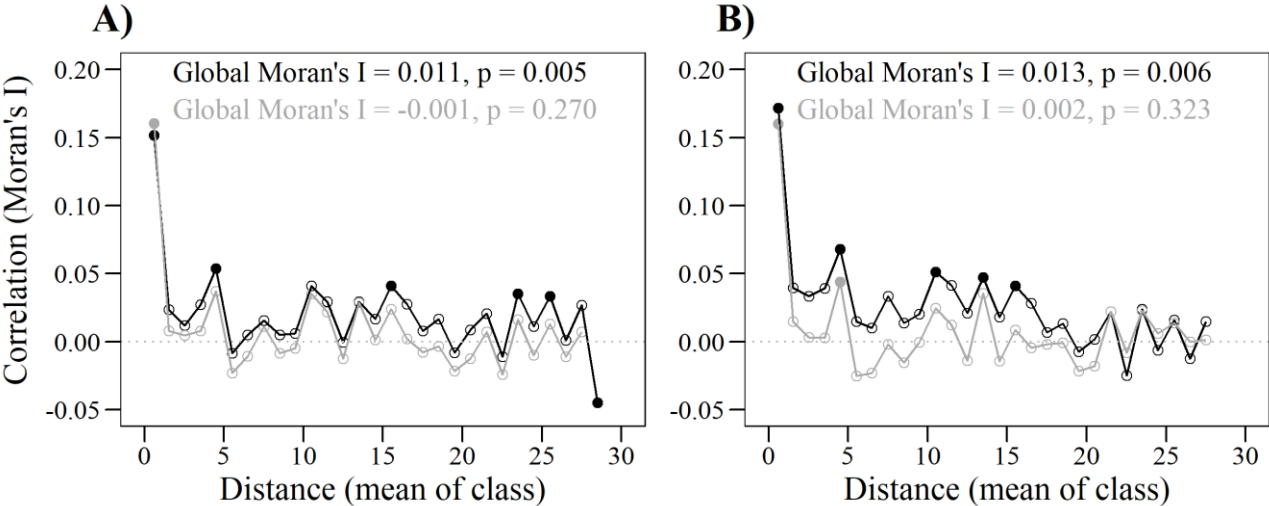 A)
Global Moran's I = 0.011, p = 0.005
Global Moran's I = -0.001, p = 0.270
0.20
0.15
0.10
0.05
0.00
-0.05
Correlation (Moran's I)
0 5 10 15 20 25 30
Distance (mean of class)
B)
Global Moran's I = 0.013, p = 0.006
Global Moran's I = 0.002, p = 0.323
0.20
0.15
0.10
0.05
0.00
-0.05
0 5 10 15 20 25 30
Distance (mean of class)